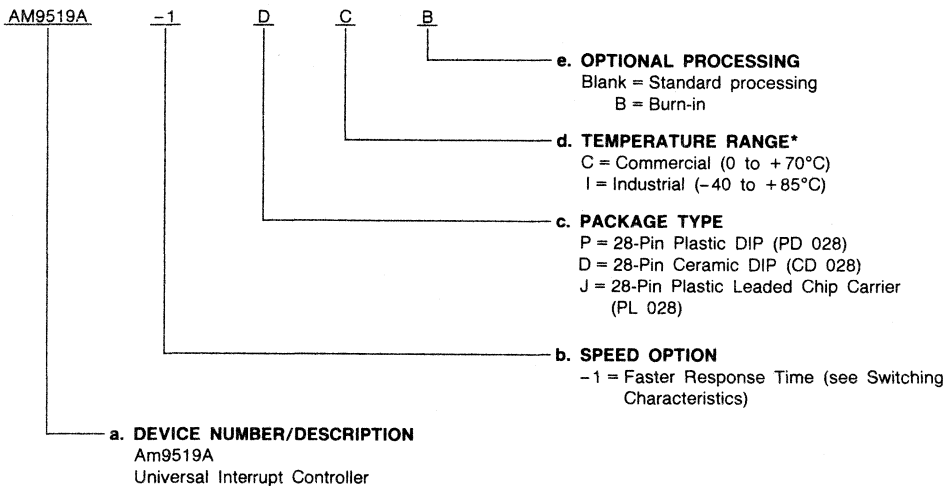 AM9519A -1 D C B
e. OPTIONAL PROCESSING
Blank = Standard processing
B = Burn-in
d. TEMPERATURE RANGE*
C = Commercial (0 to +70°C)
I = Industrial (-40 to +85°C)
c. PACKAGE TYPE
P = 28-Pin Plastic DIP (PD 028)
D = 28-Pin Ceramic DIP (CD 028)
J = 28-Pin Plastic Leaded Chip Carrier
(PL 028)
b. SPEED OPTION
-1 = Faster Response Time (see Switching
Characteristics)
a. DEVICE NUMBER/DESCRIPTION
Am9519A
Universal Interrupt Controller